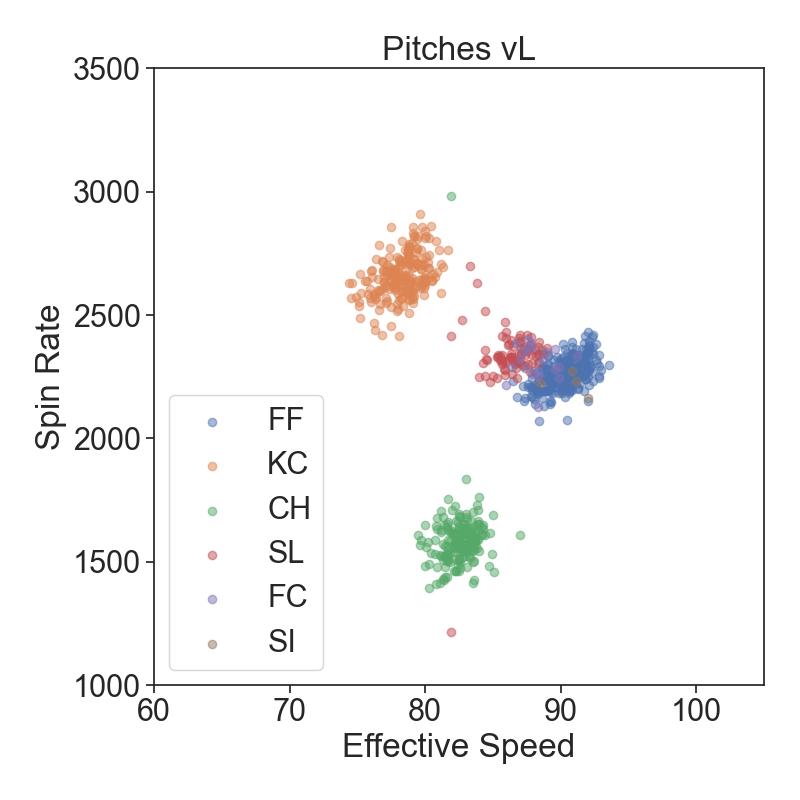 Pitches vL
3500
3000
2500
2000
1500
1000
Spin Rate
FF
KC
CH
SL
FC
SI
60
70
80
90
100
Effective Speed